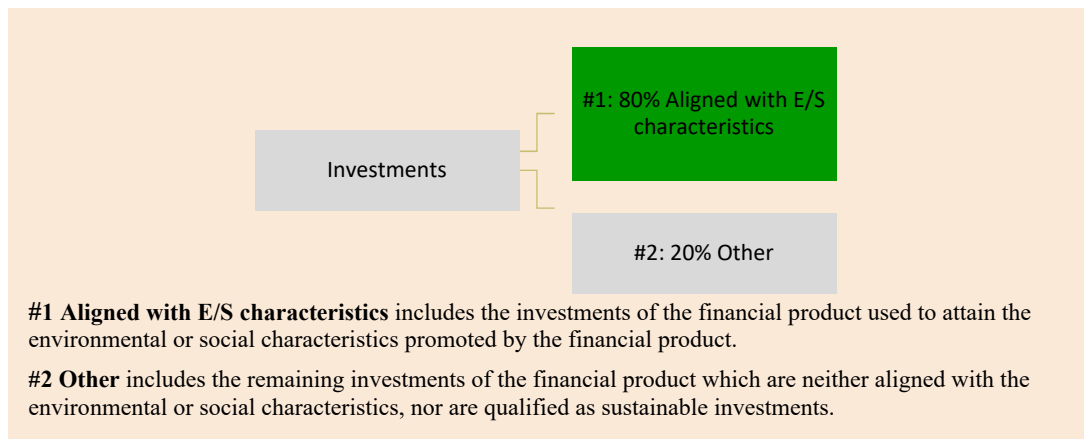 #1: 80% Aligned with E/S
characteristics
Investments
#2: 20% Other
#1 Aligned with E/S characteristics includes the investments of the financial product used to attain the
environmental or social characteristics promoted by the financial product.
#2 Other includes the remaining investments of the financial product which are neither aligned with the
environmental or social characteristics, nor are qualified as sustainable investments.